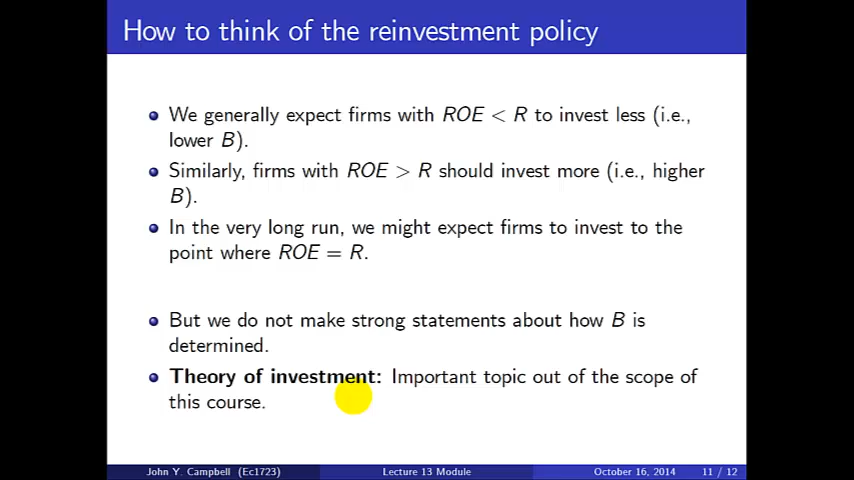 How to think of the reinvestment policy
We generally expect firms with ROE < R to invest less (i.e.,
lower B).
Similarly, firms with ROE > R should invest more (i.e., higher
B).
In the very long run, we might expect firms to invest to the
point where ROE = R.
But we do not make strong statements about how B is
determined.
Theory of investment: Important topic out of the scope of
this course.
John Y. Campbell (Ec1723) Lecture 13 Module October 16, 2014 11 / 12